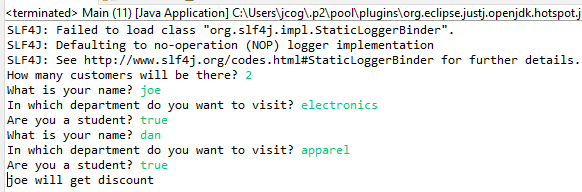 <terminated> Main (11) [Java Application] C:\Users\jcog\.p2\pool\plugins\org.eclipse.justj.openjdk.hotspot.j
SLF4J: Failed to load class "org.slf4j.impl.StaticLoggerBinder".
SLF4J: Defaulting to no-operation (NOP) logger implementation
SLF4J: See http://www.slf4j.org/codes.html#StaticLoggerBinder for further details.
How many customers will be there? 2
What is your name? joe
In which department do you want to visit? electronics
Are you a student? true
What is your name? dan
In which department do you want to visit? apparel
Are you a student? true
joe will get discount